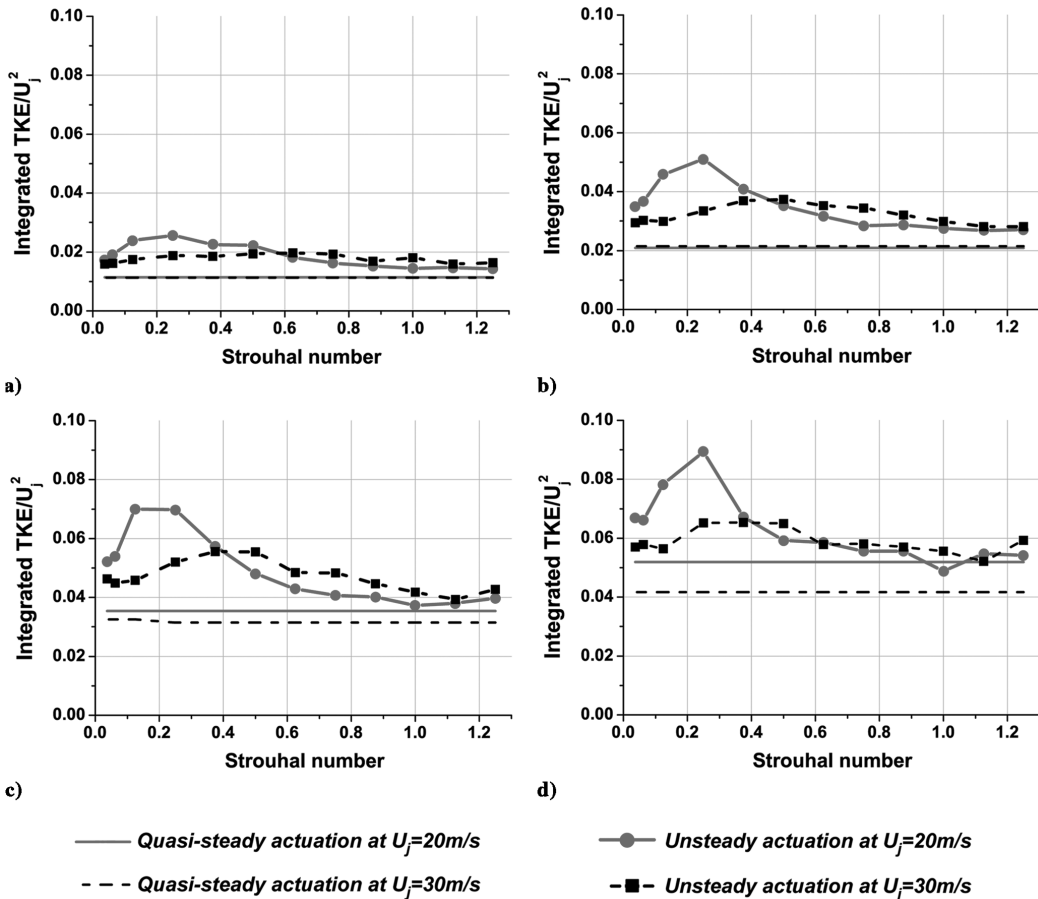 0.10
0.08
0.06
0.04
0.02
0.00
Integrated TKE/U_j^2
0.0 0.2 0.4 0.6 0.8 1.0 1.2
Strouhal number
a)
0.10
0.08
0.06
0.04
0.02
0.00
Integrated TKE/U_j^2
0.0 0.2 0.4 0.6 0.8 1.0 1.2
Strouhal number
b)
0.10
0.08
0.06
0.04
0.02
0.00
Integrated TKE/U_j^2
0.0 0.2 0.4 0.6 0.8 1.0 1.2
Strouhal number
c)
0.10
0.08
0.06
0.04
0.02
0.00
Integrated TKE/U_j^2
0.0 0.2 0.4 0.6 0.8 1.0 1.2
Strouhal number
d)
Quasi-steady actuation at U_j=20m/s
Unsteady actuation at U_j=20m/s
Quasi-steady actuation at U_j=30m/s
Unsteady actuation at U_j=30m/s